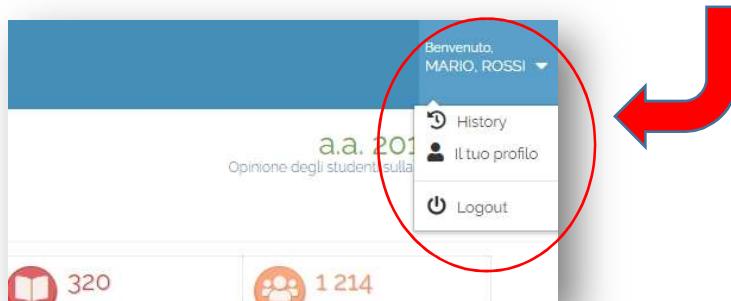 Benvenuto,
MARIO, ROSSI
History
a.a. 201
Il tuo profilo
Opinione degli studenti sulla
Logout
320
1 214